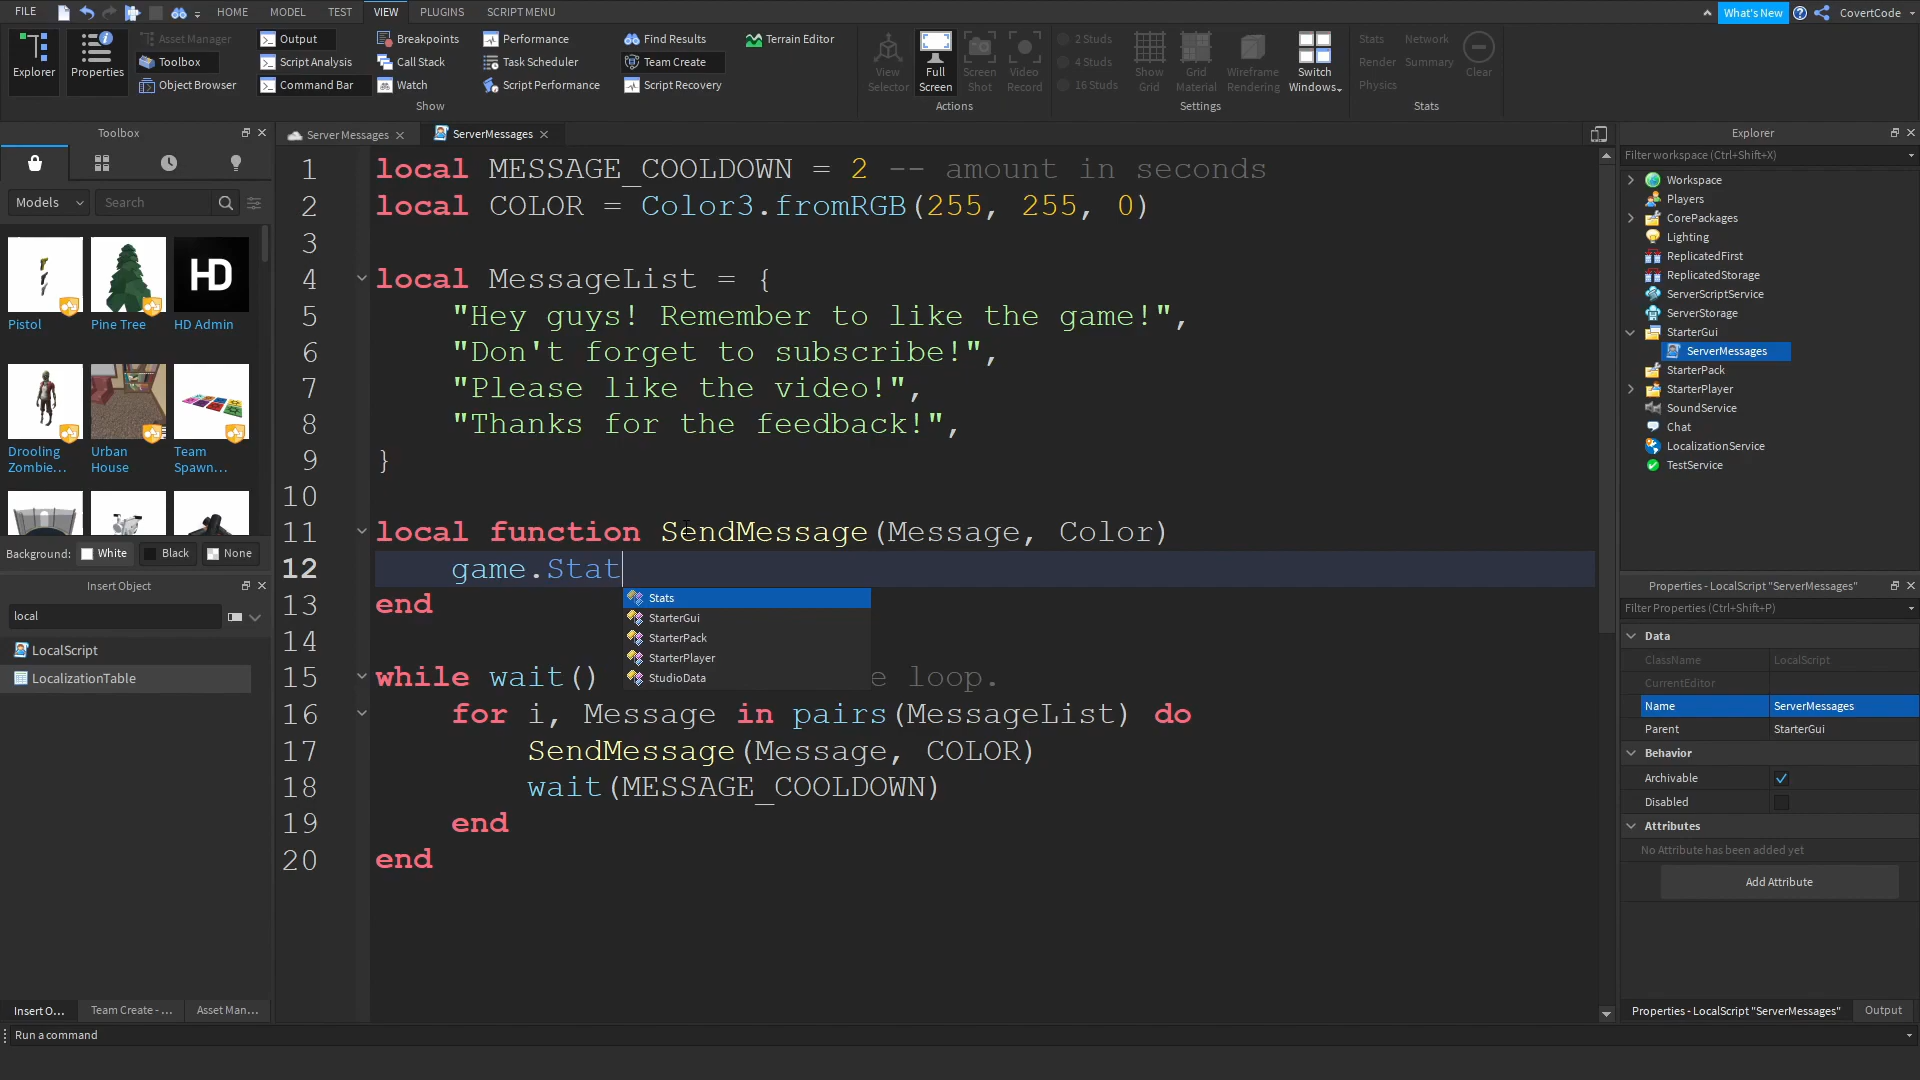 FILE HOME MODEL TEST VIEW PLUGINS SCRIPT MENU What's New CovertCode
Explorer
Properties
Asset Manager
Toolbox
Object Browser
Output
Script Analysis
Command Bar
Breakpoints
Call Stack
Watch
Performance
Task Scheduler
Script Performance
Find Results
Team Create
Script Recovery
Terrain Editor
Show
View
Selector
Full
Screen
Screen
Shot
Video
Record
Actions
2 Studs
4 Studs
16 Studs
Show
Grid
Grid
Material
Wireframe
Rendering
Switch
Windows
Settings
Stats
Network
Render
Summary
Physics
Clear
Stats
Toolbox
Models
Search
Pistol
Pine Tree
HD
HD Admin
Drooling
Zombie...
Urban
House
Team
Spawn...
Background: White Black None
Insert Object
local
LocalScript
LocalizationTable
Insert O...
Team Create - ...
Asset Man...
Run a command
Server Messages
ServerMessages
1 local MESSAGE_COOLDOWN = 2 -- amount in seconds
2 local COLOR = Color3.fromRGB(255, 255, 0)
3
4 local MessageList = {
5 "Hey guys! Remember to like the game!",
6 "Don't forget to subscribe!",
7 "Please like the video!",
8 "Thanks for the feedback!",
9 }
10
11 local function SendMessage(Message, Color)
12 game.Stat
13 end
14
15 while wait() e loop.
16 for i, Message in pairs(MessageList) do
17 SendMessage(Message, COLOR)
18 wait(MESSAGE_COOLDOWN)
19 end
20 end
Stats
StarterGui
StarterPack
StarterPlayer
StudioData
Explorer
Filter workspace (Ctrl+Shift+X)
Workspace
Players
CorePackages
Lighting
ReplicatedFirst
ReplicatedStorage
ServerScriptService
ServerStorage
StarterGui
ServerMessages
StarterPack
StarterPlayer
SoundService
Chat
LocalizationService
TestService
Properties - LocalScript "ServerMessages"
Filter Properties (Ctrl+Shift+P)
Data
ClassName LocalScript
CurrentEditor
Name ServerMessages
Parent StarterGui
Behavior
Archivable
Disabled
Attributes
No Attribute has been added yet
Add Attribute
Properties - LocalScript "ServerMessages"
Output